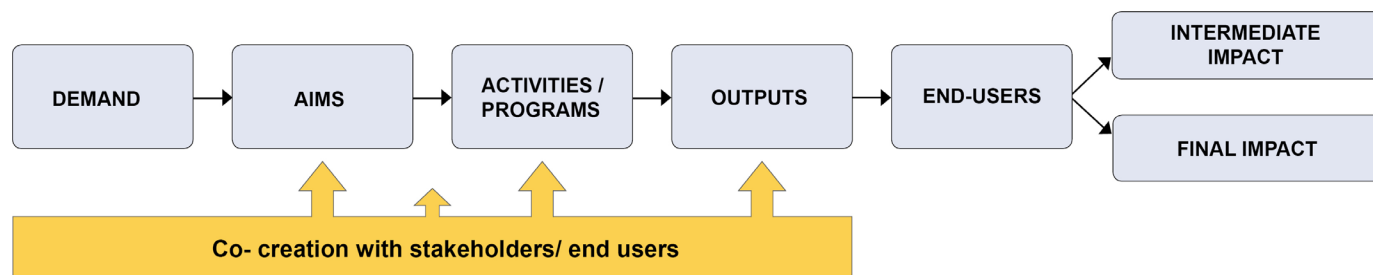 DEMAND
AIMS
ACTIVITIES /
PROGRAMS
OUTPUTS
END-USERS
INTERMEDIATE
IMPACT
FINAL IMPACT
Co- creation with stakeholders/ end users